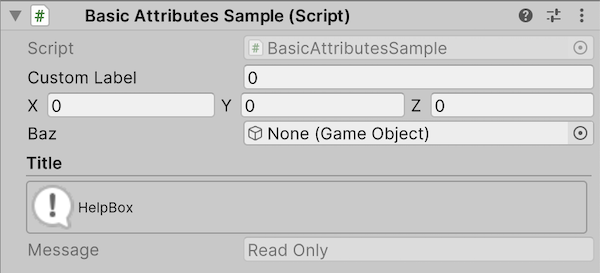 Basic Attributes Sample (Script)
Script BasicAttributesSample
Custom Label 0
X 0 Y 0 Z 0
Baz None (Game Object)
Title
HelpBox
Message Read Only